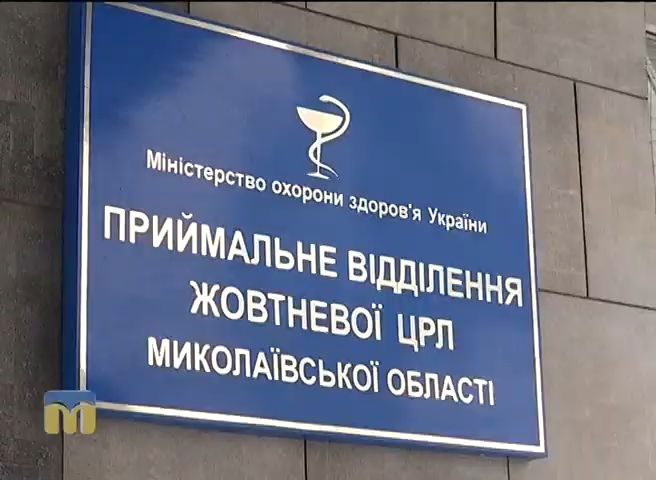 Міністерство охорони здоров'я України
ПРИЙМАЛЬНЕ ВІДДІЛЕННЯ
ЖОВТНЕВОЇ ЦРЛ
МИКОЛАЇВСЬКОЇ ОБЛАСТІ
М